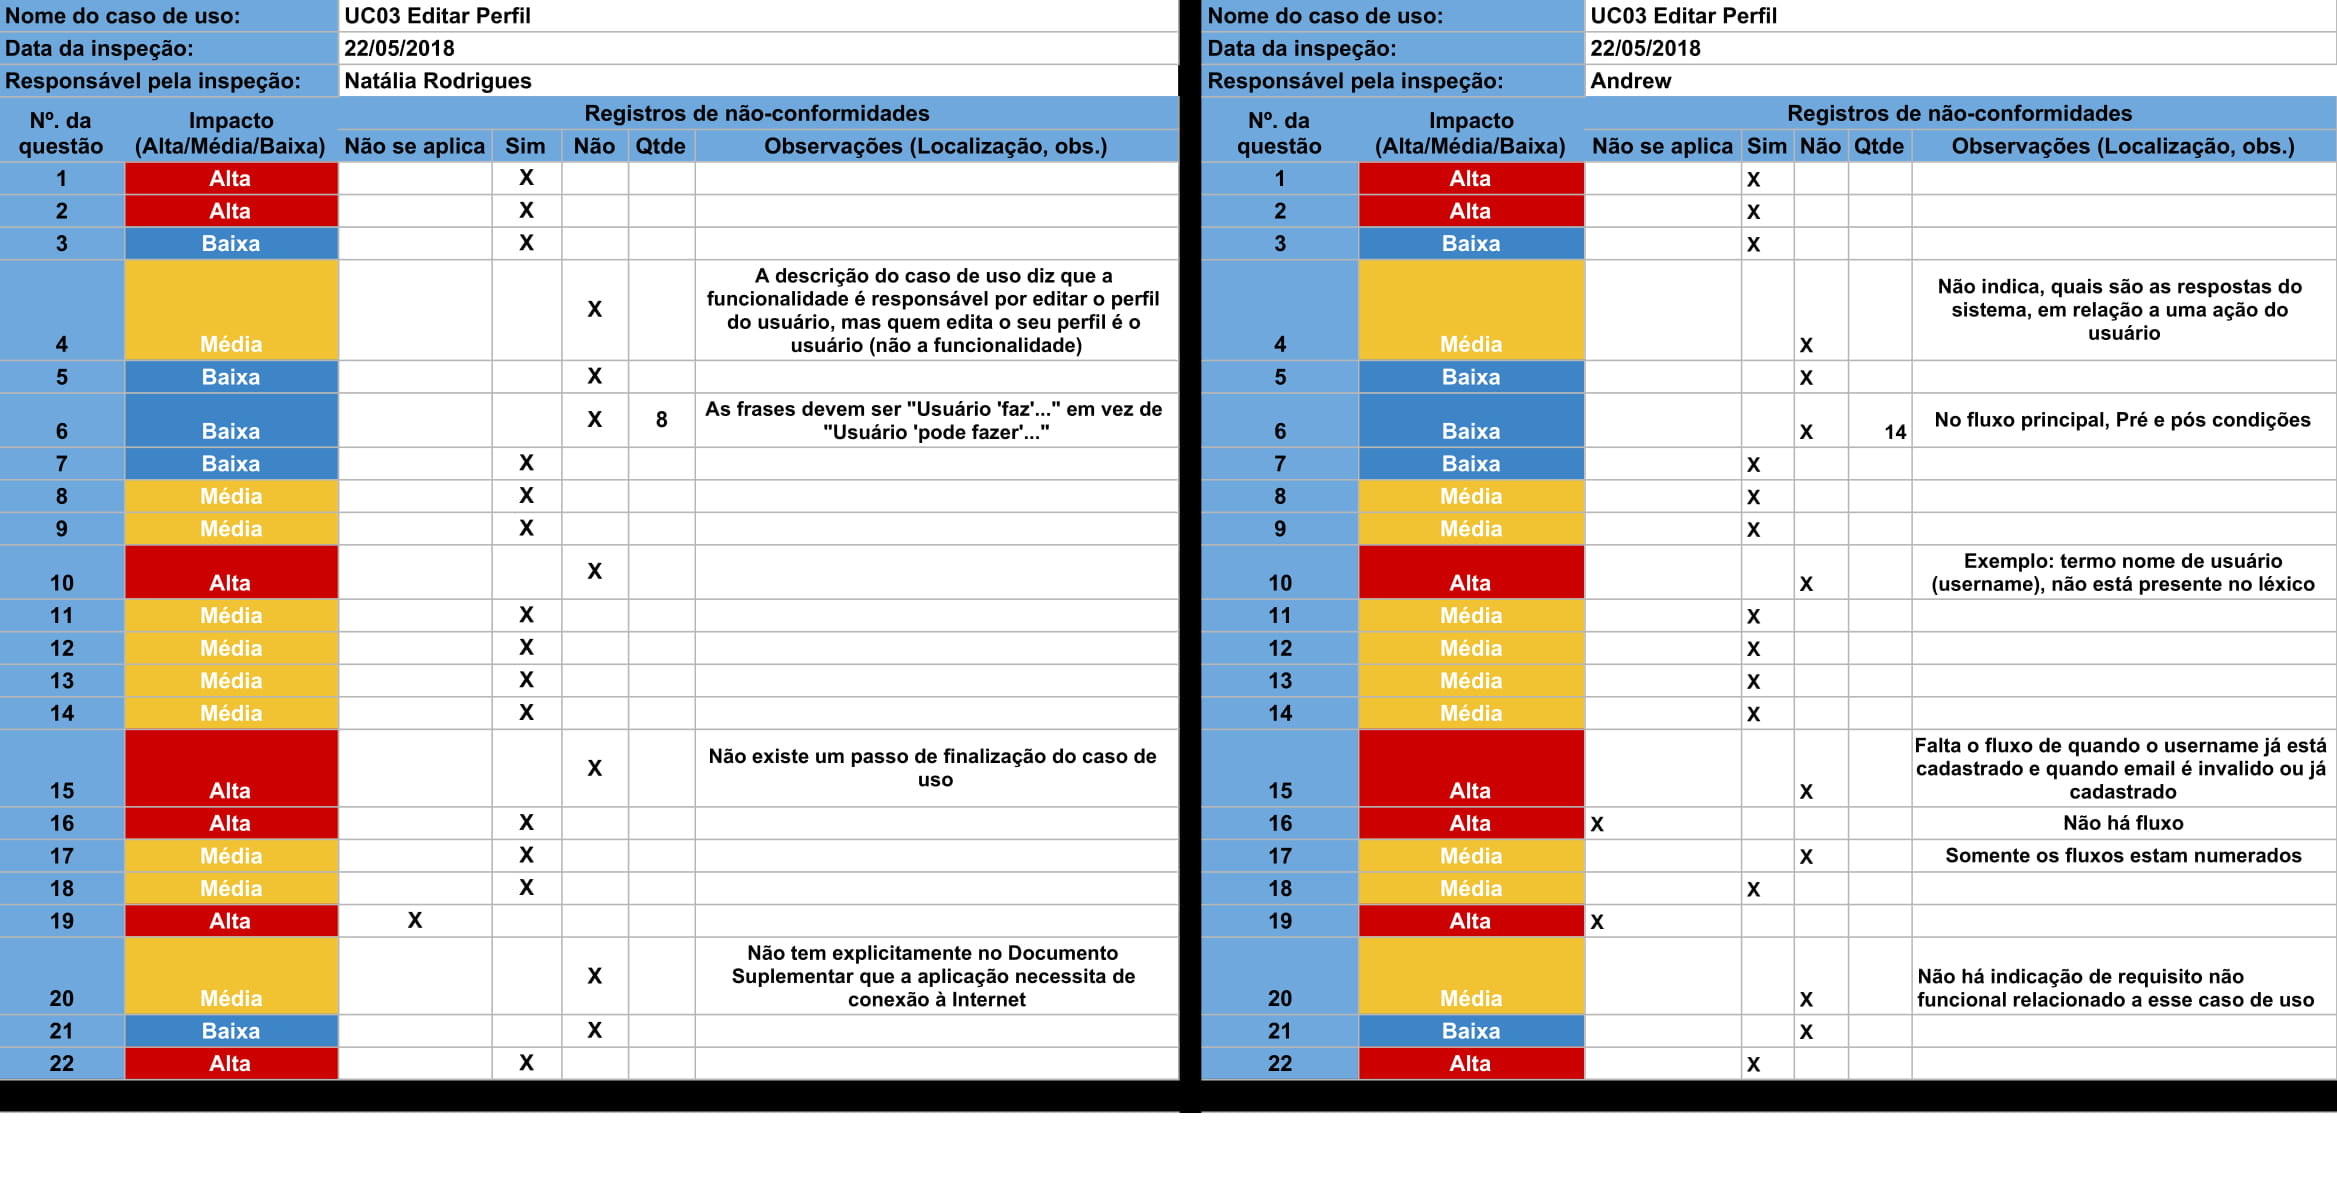 Nome do caso de uso: UC03 Editar Perfil
Data da inspeção: 22/05/2018
Responsável pela inspeção: Natália Rodrigues
Nº. da questão Impacto (Alta/Média/Baixa) Registros de não-conformidades
Não se aplica Sim Não Qtde Observações (Localização, obs.)
1 Alta X
2 Alta X
3 Baixa X
4 Média X A descrição do caso de uso diz que a
funcionalidade é responsável por editar o perfil
do usuário, mas quem edita o seu perfil é o
usuário (não a funcionalidade)
5 Baixa X
6 Baixa X 8 As frases devem ser "Usuário 'faz'..." em vez de
"Usuário 'pode fazer'..."
7 Baixa X
8 Média X
9 Média X
10 Alta X
11 Média X
12 Média X
13 Média X
14 Média X
15 Alta X Não existe um passo de finalização do caso de
uso
16 Alta X
17 Média X
18 Média X
19 Alta X
20 Média X Não tem explicitamente no Documento
Suplementar que a aplicação necessita de
conexão à Internet
21 Baixa X
22 Alta X
Nome do caso de uso: UC03 Editar Perfil
Data da inspeção: 22/05/2018
Responsável pela inspeção: Andrew
Nº. da questão Impacto (Alta/Média/Baixa) Registros de não-conformidades
Não se aplica Sim Não Qtde Observações (Localização, obs.)
1 Alta X
2 Alta X
3 Baixa X
4 Média X Não indica, quais são as respostas do
sistema, em relação a uma ação do
usuário
5 Baixa X
6 Baixa X 14 No fluxo principal, Pré e pós condições
7 Baixa X
8 Média X
9 Média X
10 Alta X Exemplo: termo nome de usuário
(username), não está presente no léxico
11 Média X
12 Média X
13 Média X
14 Média X
15 Alta X Falta o fluxo de quando o username já está
cadastrado e quando email é invalido ou já
cadastrado
16 Alta X Não há fluxo
17 Média X Somente os fluxos estam numerados
18 Média X
19 Alta X
20 Média X Não há indicação de requisito não
funcional relacionado a esse caso de uso
21 Baixa X
22 Alta X